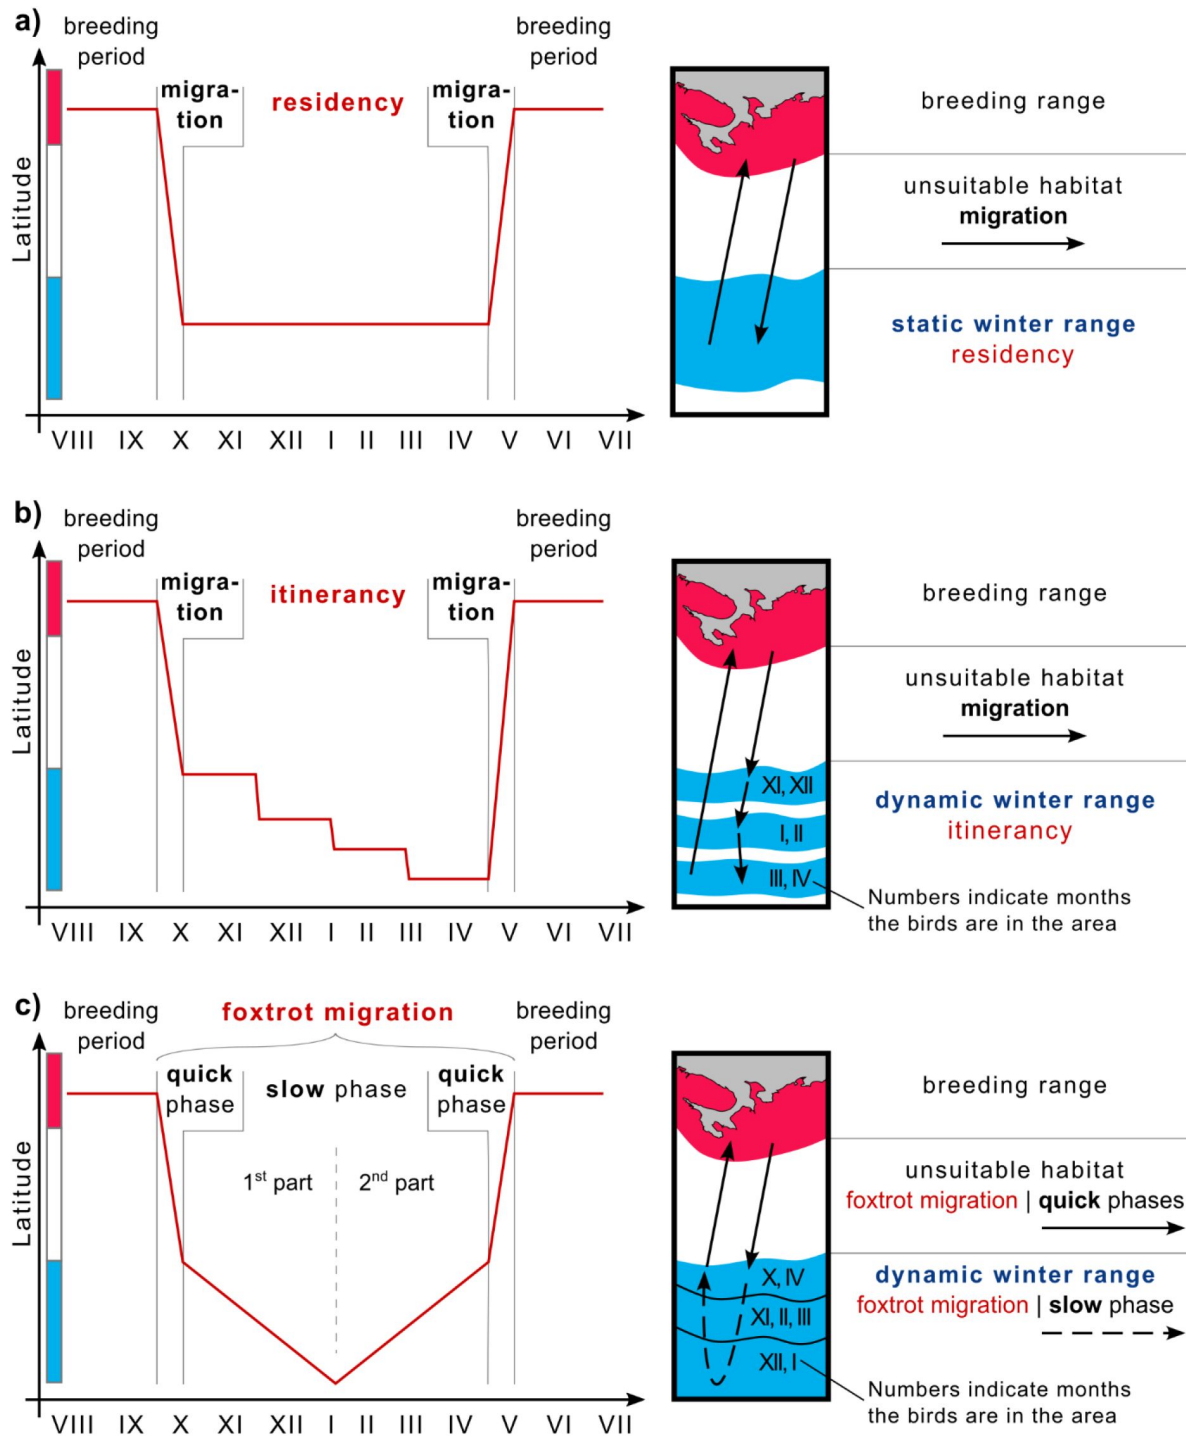 a)
breeding
period
breeding
period
migra-
tion
residency
migra-
tion
Latitude
VIII IX X XI XII I II III IV V VI VII
breeding range
unsuitable habitat
migration
static winter range
residency
b)
breeding
period
breeding
period
migra-
tion
itinerancy
migra-
tion
Latitude
VIII IX X XI XII I II III IV V VI VII
XI, XII
I, II
III, IV
breeding range
unsuitable habitat
migration
dynamic winter range
itinerancy
Numbers indicate months
the birds are in the area
c)
breeding
period
foxtrot migration
breeding
period
quick
phase
slow phase
quick
phase
1st part
2nd part
Latitude
VIII IX X XI XII I II III IV V VI VII
X, IV
XI, II, III
XII, I
breeding range
unsuitable habitat
foxtrot migration | quick phases
dynamic winter range
foxtrot migration | slow phase
Numbers indicate months
the birds are in the area